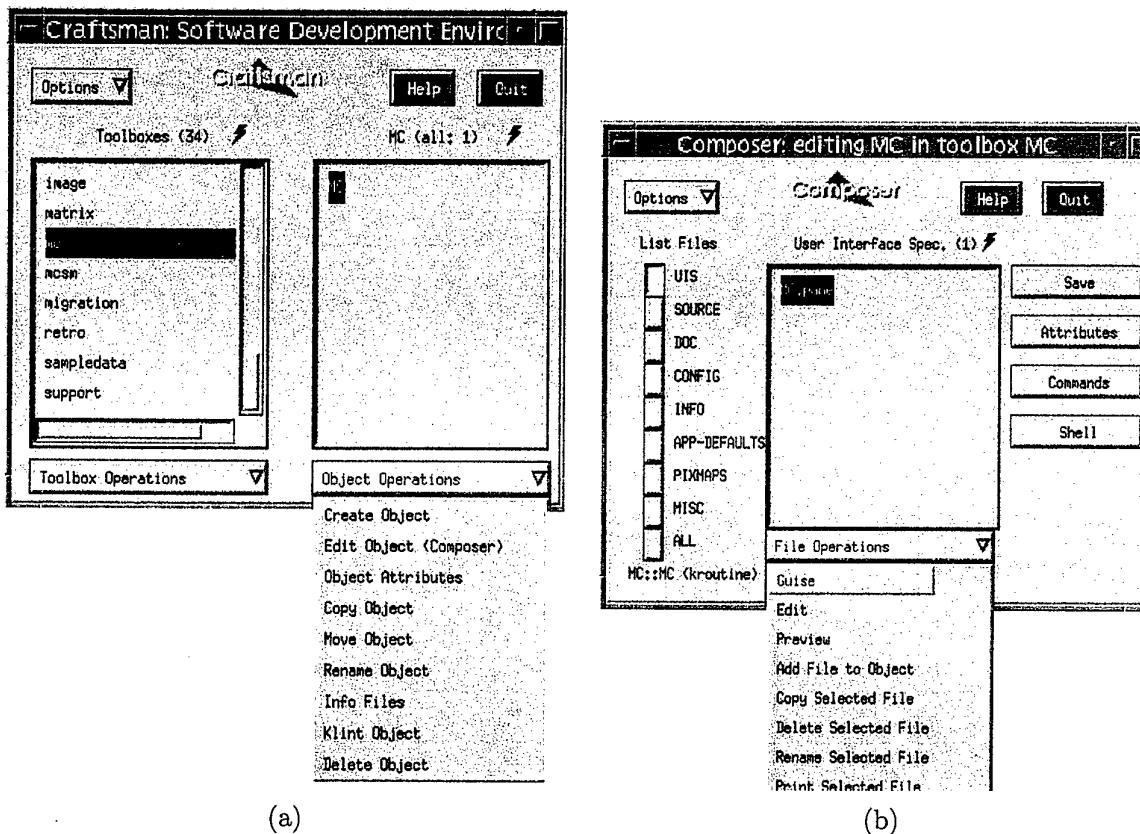 Craftsman: Software Development Enviro
Options
Craftsman
Help
Quit
Toolboxes (34)
MC (all: 1)
image
matrix
mc
mcsm
migration
retro
sampledata
support
Toolbox Operations
Object Operations
Create Object
Edit Object (Composer)
Object Attributes
Copy Object
Move Object
Rename Object
Info Files
Klint Object
Delete Object
(a)
Composer: editing MC in toolbox MC
Options
Composer
Help
Quit
List Files
User Interface Spec. (1)
UIS
SOURCE
DOC
CONFIG
INFO
APP-DEFAULTS
PIXMAPS
MISC
ALL
MC::MC (kroutine)
Save
Attributes
Commands
Shell
File Operations
Guise
Edit
Preview
Add File to Object
Copy Selected File
Delete Selected File
Rename Selected File
Print Selected File
(b)